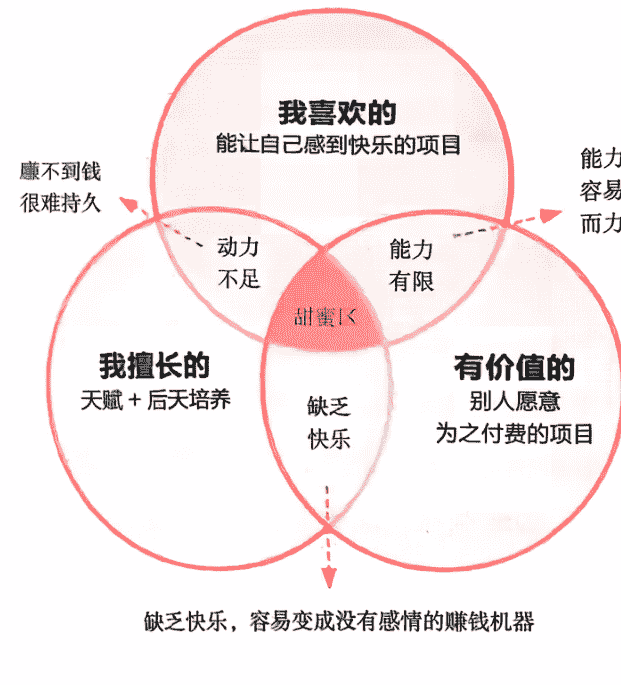 我喜欢的
能让自己感到快乐的项目
赚不到钱
很难持久
能力
容易
而力
动力
不足
能力
有限
甜蜜区
我擅长的
天赋 + 后天培养
有价值的
别人愿意
为之付费的项目
缺乏
快乐
缺乏快乐，容易变成没有感情的赚钱机器